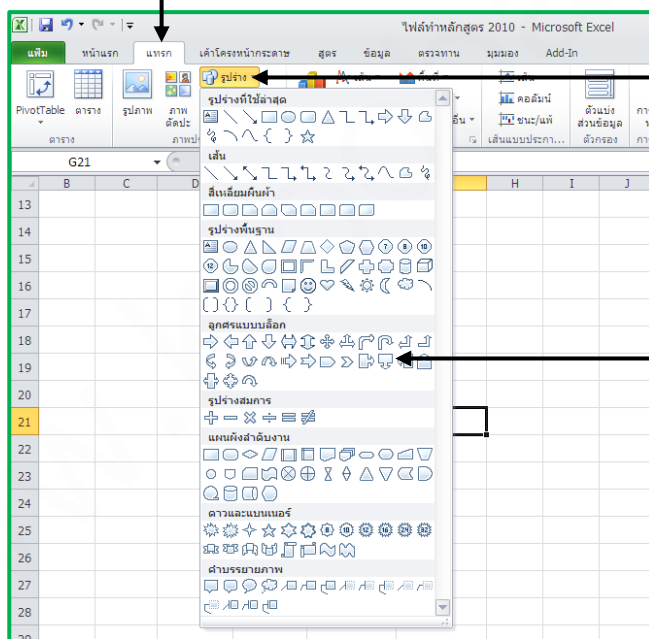 ไฟล์ทำหลักสูตร 2010 - Microsoft Excel
แฟ้ม หน้าแรก แทรก เค้าโครงหน้ากระดาษ สูตร ข้อมูล ตรวจทาน มุมมอง Add-In
รูปร่าง เส้น พื้นที่ เส้น
PivotTable ตาราง รูปภาพ ภาพตัดปะ คอลัมน์ ตัวแบ่งส่วนข้อมูล
อื่น ชนะ/แพ้
ตาราง ภาพป เส้นแบบประกา... ตัวกรอง
G21
B C D H I J
รูปร่างที่ใช้ล่าสุด
เส้น
สี่เหลี่ยมผืนผ้า
13
14
รูปร่างพื้นฐาน
15
16
17
ลูกศรแบบบล็อก
18
19
20
รูปร่างสมการ
21
แผนผังลำดับงาน
22
23
24
ดาวและแบนเนอร์
25
26
คำบรรยายภาพ
27
28